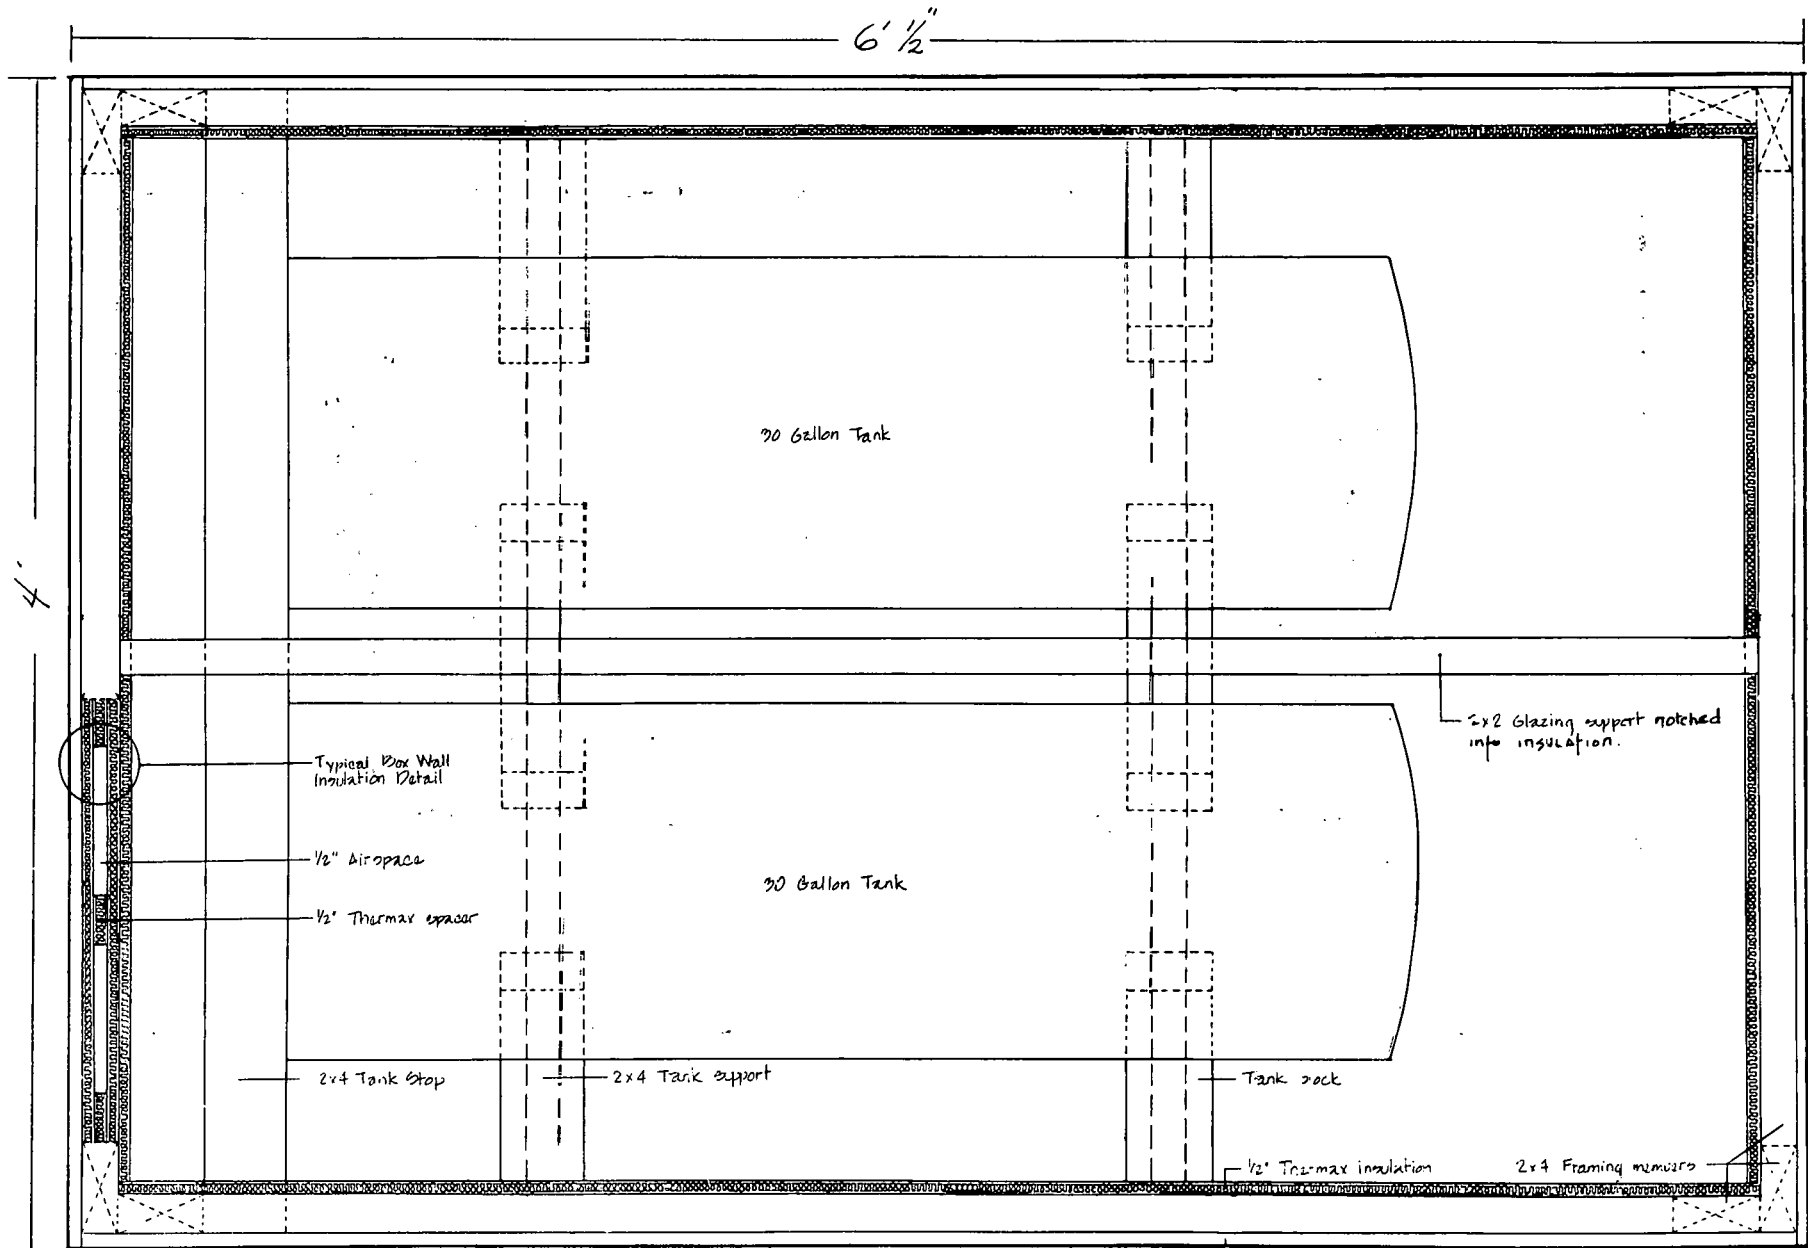 6' ½"
4'
30 Gallon Tank
2x2 Glazing support notched
into insulation.
Typical Box Wall
Insulation Detail
½" Airspace
30 Gallon Tank
½" Thermax spacer
2x4 Tank Stop
2x4 Tank support
Tank rock
½" Thermax insulation
2x4 Framing members